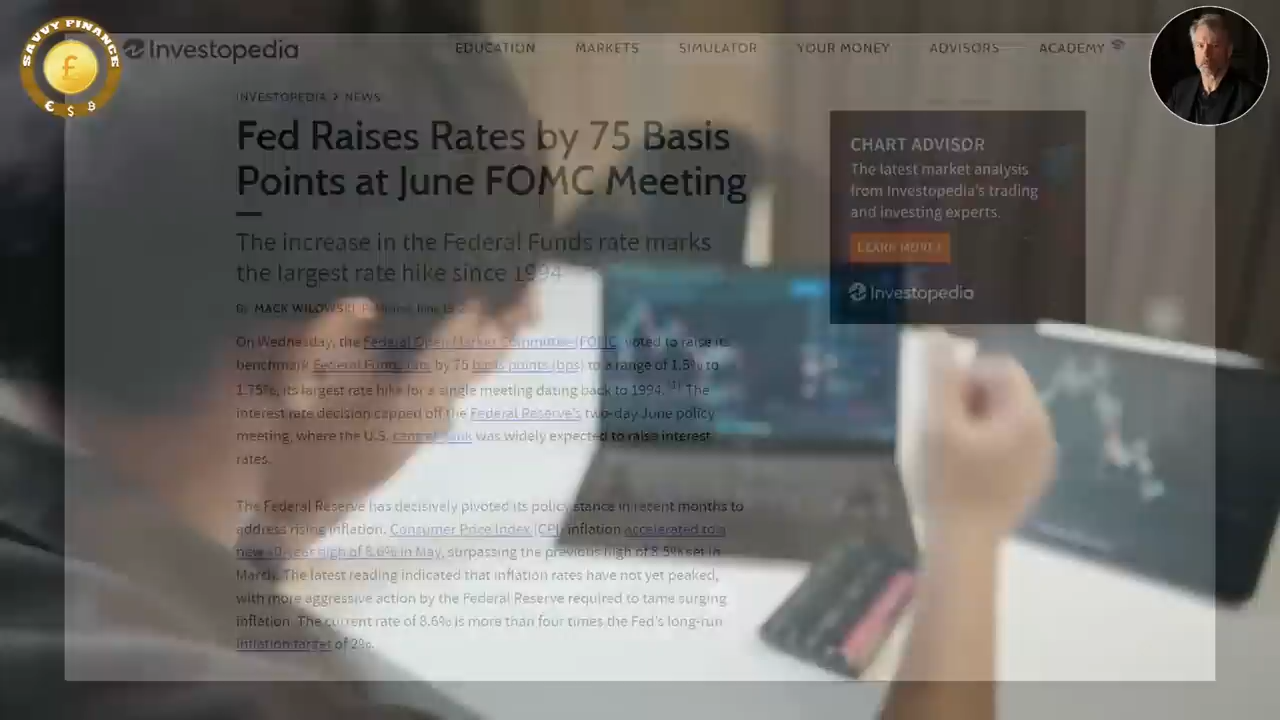 SAVVY FINANCE
£
€ $ ₿
Investopedia
EDUCATION MARKETS SIMULATOR YOUR MONEY ADVISORS ACADEMY
INVESTOPEDIA > NEWS
Fed Raises Rates by 75 Basis
Points at June FOMC Meeting
The increase in the Federal Funds rate marks
the largest rate hike since 1994
By MACK WILOWSKI
On Wednesday, the Federal Open Market Committee (FOMC) voted to raise its
benchmark Federal Funds rate by 75 basis points (bps) to a range of 1.5% to
1.75%, its largest rate hike for a single meeting dating back to 1994. [1] The
interest rate decision capped off the Federal Reserve's two-day June policy
meeting, where the U.S. central bank was widely expected to raise interest
rates.
The Federal Reserve has decisively pivoted its policy stance in recent months to
address rising inflation. Consumer Price Index (CPI) inflation accelerated to a
new 40-year high of 8.6% in May, surpassing the previous high of 8.5% set in
March. The latest reading indicated that inflation rates have not yet peaked,
with more aggressive action by the Federal Reserve required to tame surging
inflation. The current rate of 8.6% is more than four times the Fed's long-run
inflation target of 2%.
CHART ADVISOR
The latest market analysis
from Investopedia's trading
and investing experts.
LEARN MORE
Investopedia